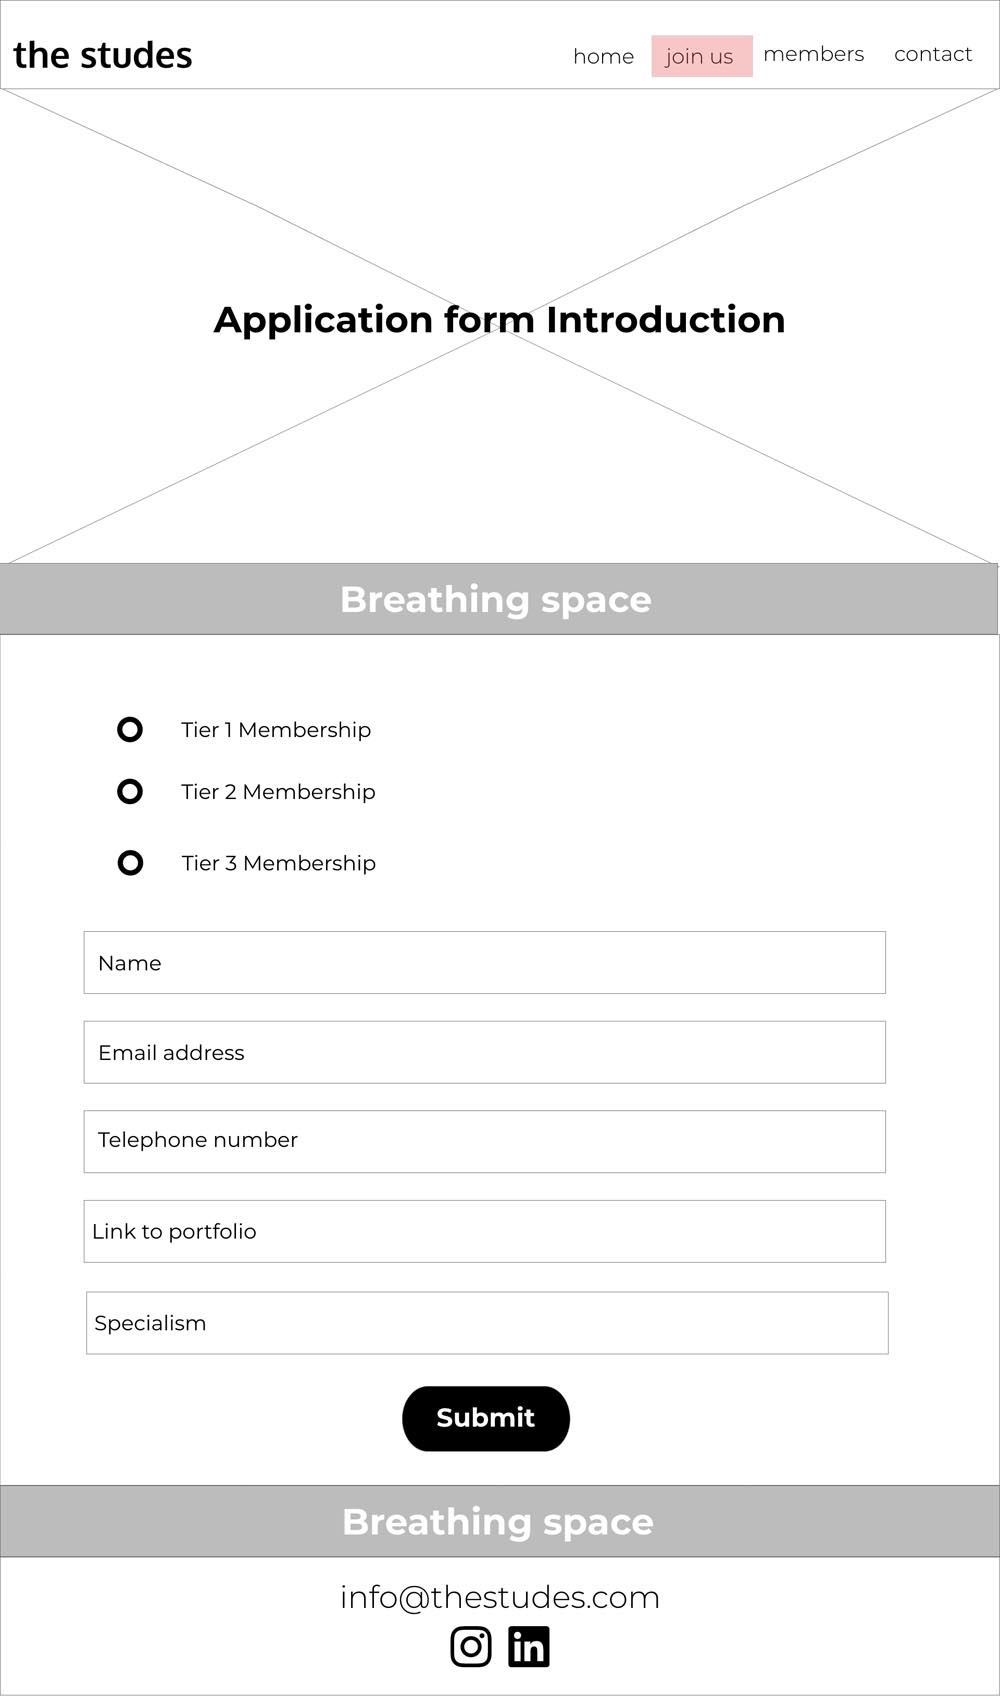 the studes
home join us members contact
Application form Introduction
Breathing space
Tier 1 Membership
Tier 2 Membership
Tier 3 Membership
Name
Email address
Telephone number
Link to portfolio
Specialism
Submit
Breathing space
info@thestudes.com
in